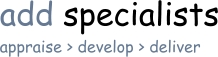 add specialists
appraise > develop > deliver